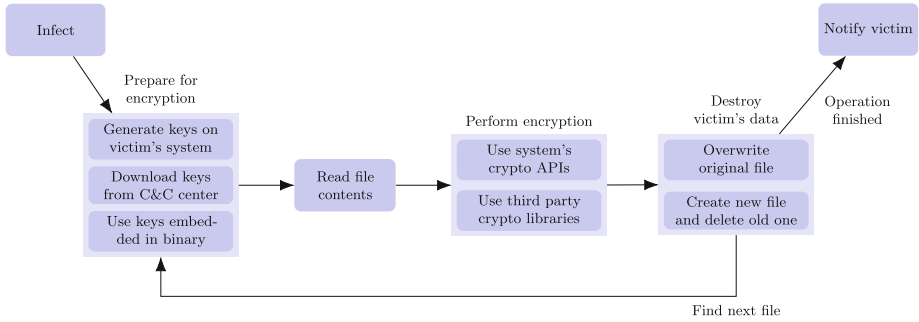 Infect
Notify victim
Prepare for
encryption
Generate keys on
victim's system
Download keys
from C&C center
Use keys embed-
dded in binary
Read file
contents
Perform encryption
Use system's
crypto APIs
Use third party
crypto libraries
Destroy
victim's data
Operation
finished
Overwrite
original file
Create new file
and delete old one
Find next file